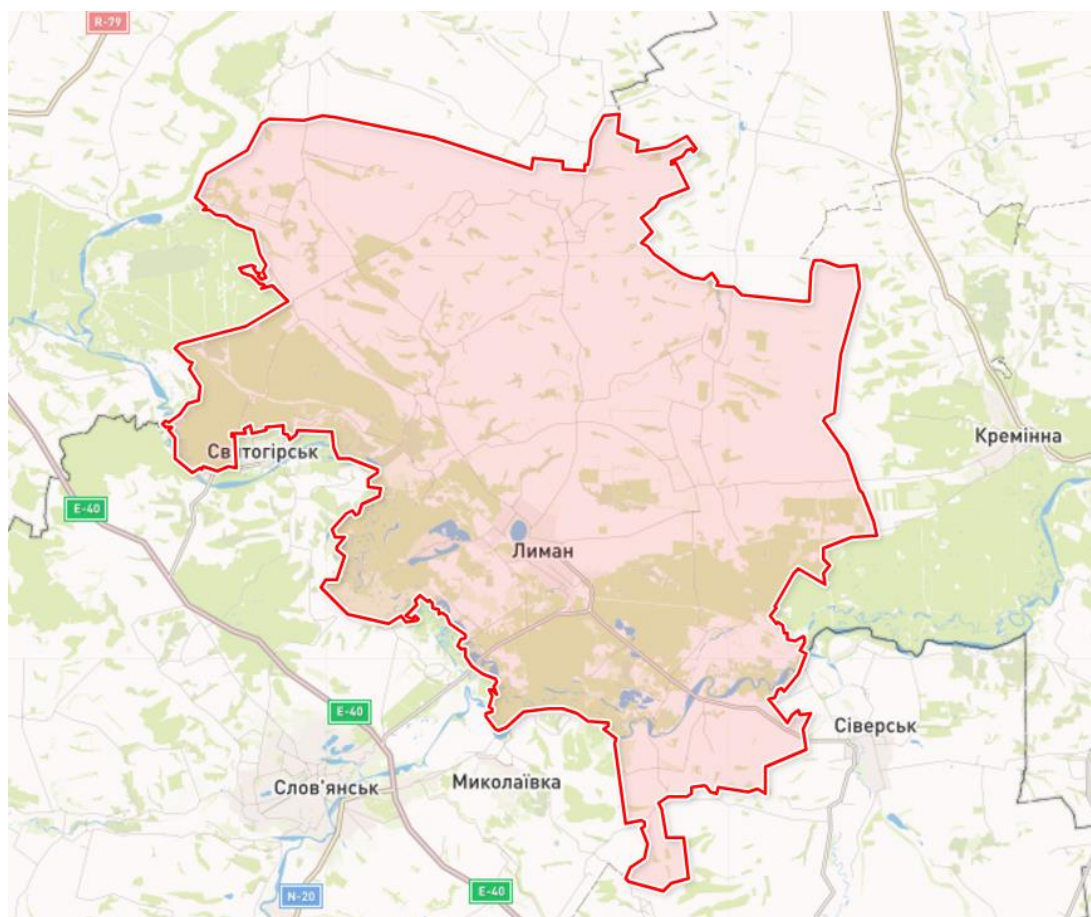 R-79
Кремінна
Святогірськ
E-40
Лиман
E-40
Сіверськ
Миколаївка
Слов'янськ
E-40
N-20